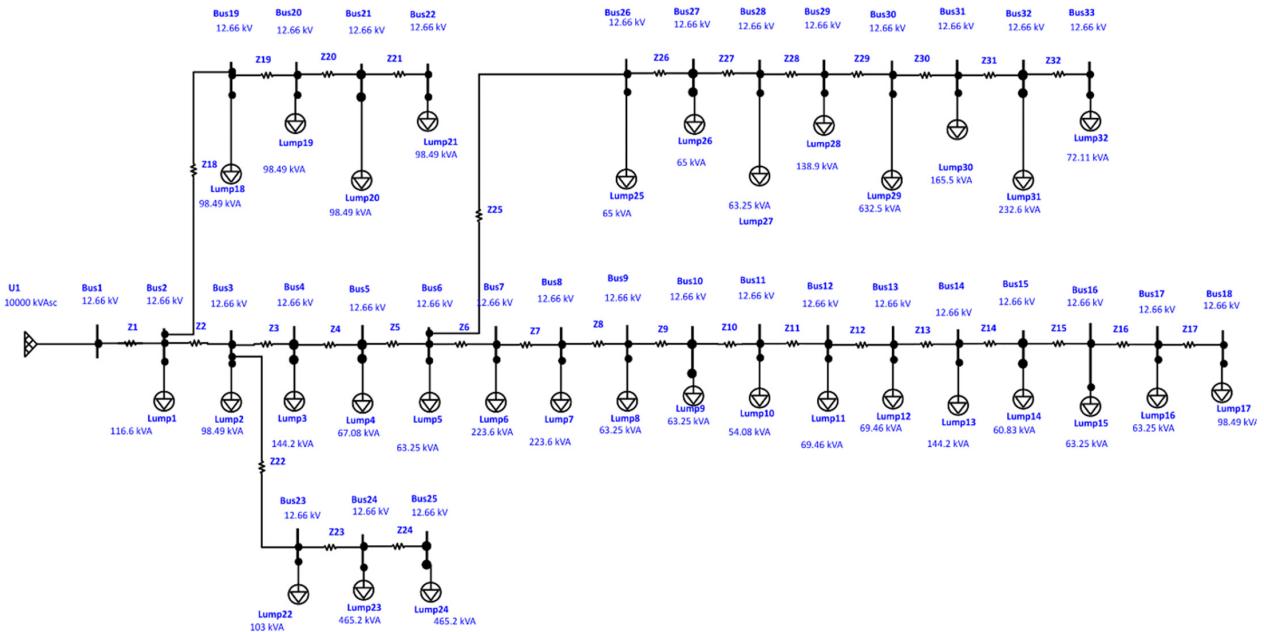 Bus19 Bus20 Bus21 Bus22
12.66 kV 12.66 kV 12.66 kV 12.66 kV
Z19 Z20 Z21
Z18
Lump18
98.49 kVA
Lump19
98.49 kVA
Lump20
98.49 kVA
Lump21
98.49 kVA
Bus26 Bus27 Bus28 Bus29 Bus30 Bus31 Bus32 Bus33
12.66 kV 12.66 kV 12.66 kV 12.66 kV 12.66 kV 12.66 kV 12.66 kV 12.66 kV
Z26 Z27 Z28 Z29 Z30 Z31 Z32
Z25
Lump25
65 kVA
Lump26
65 kVA
63.25 kVA
Lump27
Lump28
138.9 kVA
Lump29
632.5 kVA
Lump30
165.5 kVA
Lump31
232.6 kVA
Lump32
72.11 kVA
U1
10000 kVAsc
Bus1 Bus2 Bus3 Bus4 Bus5 Bus6 Bus7 Bus8 Bus9 Bus10 Bus11 Bus12 Bus13 Bus14 Bus15 Bus16 Bus17 Bus18
12.66 kV 12.66 kV 12.66 kV 12.66 kV 12.66 kV 12.66 kV 12.66 kV 12.66 kV 12.66 kV 12.66 kV 12.66 kV 12.66 kV 12.66 kV 12.66 kV 12.66 kV 12.66 kV 12.66 kV 12.66 kV
Z1 Z2 Z3 Z4 Z5 Z6 Z7 Z8 Z9 Z10 Z11 Z12 Z13 Z14 Z15 Z16 Z17
Lump1
116.6 kVA
Lump2
98.49 kVA
Lump3
144.2 kVA
Lump4
67.08 kVA
Lump5
63.25 kVA
Lump6
223.6 kVA
Lump7
223.6 kVA
Lump8
63.25 kVA
Lump9
63.25 kVA
Lump10
54.08 kVA
Lump11
69.46 kVA
Lump12
69.46 kVA
Lump13
144.2 kVA
Lump14
60.83 kVA
Lump15
63.25 kVA
Lump16
63.25 kVA
Lump17
98.49 kV
Z22
Bus23 Bus24 Bus25
12.66 kV 12.66 kV 12.66 kV
Z23 Z24
Lump22
103 kVA
Lump23
465.2 kVA
Lump24
465.2 kVA